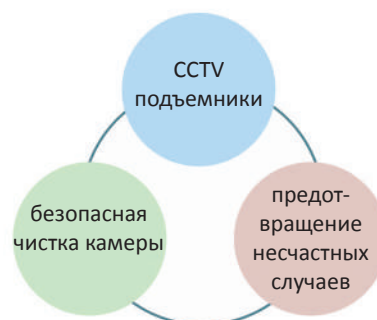 CCTV
подъемники
безопасная
чистка камеры
предот-
вращение
несчастных
случаев